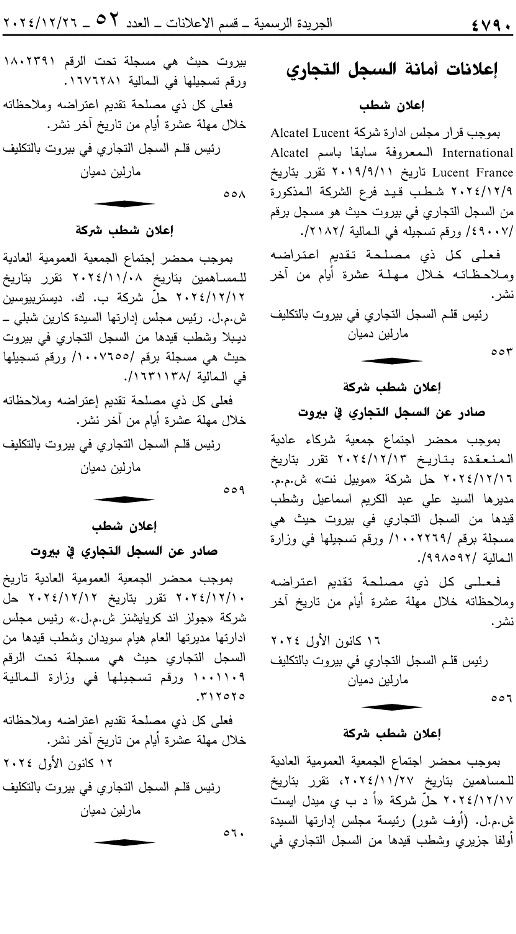 ٤٧٩٠
الجريدة الرسمية ـ قسم الاعلانات ـ العدد ٥٢ ـ ٢٠٢٤/١٢/٢٦
إعلانات أمانة السجل التجاري
إعلان شطب
بموجب قرار مجلس ادارة شركة Alcatel Lucent
International المعروفة سابقا باسم Alcatel
Lucent France تاريخ ٢٠١٩/٩/١١ تقرر بتاريخ
٢٠٢٤/١٢/٩ شطب قيد فرع الشركة المذكورة
من السجل التجاري في بيروت حيث هو مسجل برقم
/٤٩٠٠٧/ ورقم تسجيله في المالية /٢١٨٢/.
فعلى كل ذي مصلحة تقديم اعتراضه
وملاحظاته خلال مهلة عشرة أيام من آخر
نشر.
رئيس قلم السجل التجاري في بيروت بالتكليف
مارلين دميان
٥٥٣
إعلان شطب شركة
صادر عن السجل التجاري في بيروت
بموجب محضر اجتماع جمعية شركاء عادية
المنعقدة بتاريخ ٢٠٢٤/١٢/١٣ تقرر بتاريخ
٢٠٢٤/١٢/١٦ حل شركة «موبيل نت» ش.م.م.
مديرها السيد علي عبد الكريم اسماعيل وشطب
قيدها من السجل التجاري في بيروت حيث هي
مسجلة برقم /١٠٠٢٢٦٩/ ورقم تسجيلها في وزارة
المالية /٩٩٨٥٩٢/.
فعلى كل ذي مصلحة تقديم اعتراضه
وملاحظاته خلال مهلة عشرة أيام من تاريخ آخر
نشر.
١٦ كانون الأول ٢٠٢٤
رئيس قلم السجل التجاري في بيروت بالتكليف
مارلين دميان
٥٥٦
إعلان شطب شركة
بموجب محضر اجتماع الجمعية العمومية العادية
للمساهمين بتاريخ ٢٠٢٤/١١/٢٧، تقرر بتاريخ
٢٠٢٤/١٢/١٧ حلّ شركة «أ د ب ي ميدل ايست
ش.م.ل. (أوف شور) رئيسة مجلس إدارتها السيدة
أولفا جزيري وشطب قيدها من السجل التجاري في
بيروت حيث هي مسجلة تحت الرقم ١٨٠٢٣٩١
ورقم تسجيلها في المالية ١٦٧٦٢٨١.
فعلى كل ذي مصلحة تقديم اعتراضه وملاحظاته
خلال مهلة عشرة أيام من تاريخ آخر نشر.
رئيس قلم السجل التجاري في بيروت بالتكليف
مارلين دميان
٥٥٨
إعلان شطب شركة
بموجب محضر إجتماع الجمعية العمومية العادية
للمساهمين بتاريخ ٢٠٢٤/١١/٠٨ تقرر بتاريخ
٢٠٢٤/١٢/١٢ حلّ شركة ب. ك. ديستريبوسين
ش.م.ل. رئيس مجلس إدارتها السيدة كارين شبلي ـ
ديبلا وشطب قيدها من السجل التجاري في بيروت
حيث هي مسجلة برقم /١٠٠٧٦٥٥/ ورقم تسجيلها
في المالية /١٦٣١١٣٨/.
فعلى كل ذي مصلحة تقديم إعتراضه وملاحظاته
خلال مهلة عشرة أيام من آخر نشر.
رئيس قلم السجل التجاري في بيروت بالتكليف
مارلين دميان
٥٥٩
إعلان شطب
صادر عن السجل التجاري في بيروت
بموجب محضر الجمعية العمومية العادية تاريخ
٢٠٢٤/١٢/١٠ تقرر بتاريخ ٢٠٢٤/١٢/١٢ حل
شركة «جولز اند كريايشنز ش.م.ل.» رئيس مجلس
ادارتها مديرتها العام هيام سويدان وشطب قيدها من
السجل التجاري حيث هي مسجلة تحت الرقم
١٠٠١١٠٩ ورقم تسجيلها في وزارة المالية
٣١٢٥٢٥.
فعلى كل ذي مصلحة تقديم اعتراضه وملاحظاته
خلال مهلة عشرة أيام من تاريخ آخر نشر.
١٢ كانون الأول ٢٠٢٤
رئيس قلم السجل التجاري في بيروت بالتكليف
مارلين دميان
٥٦٠